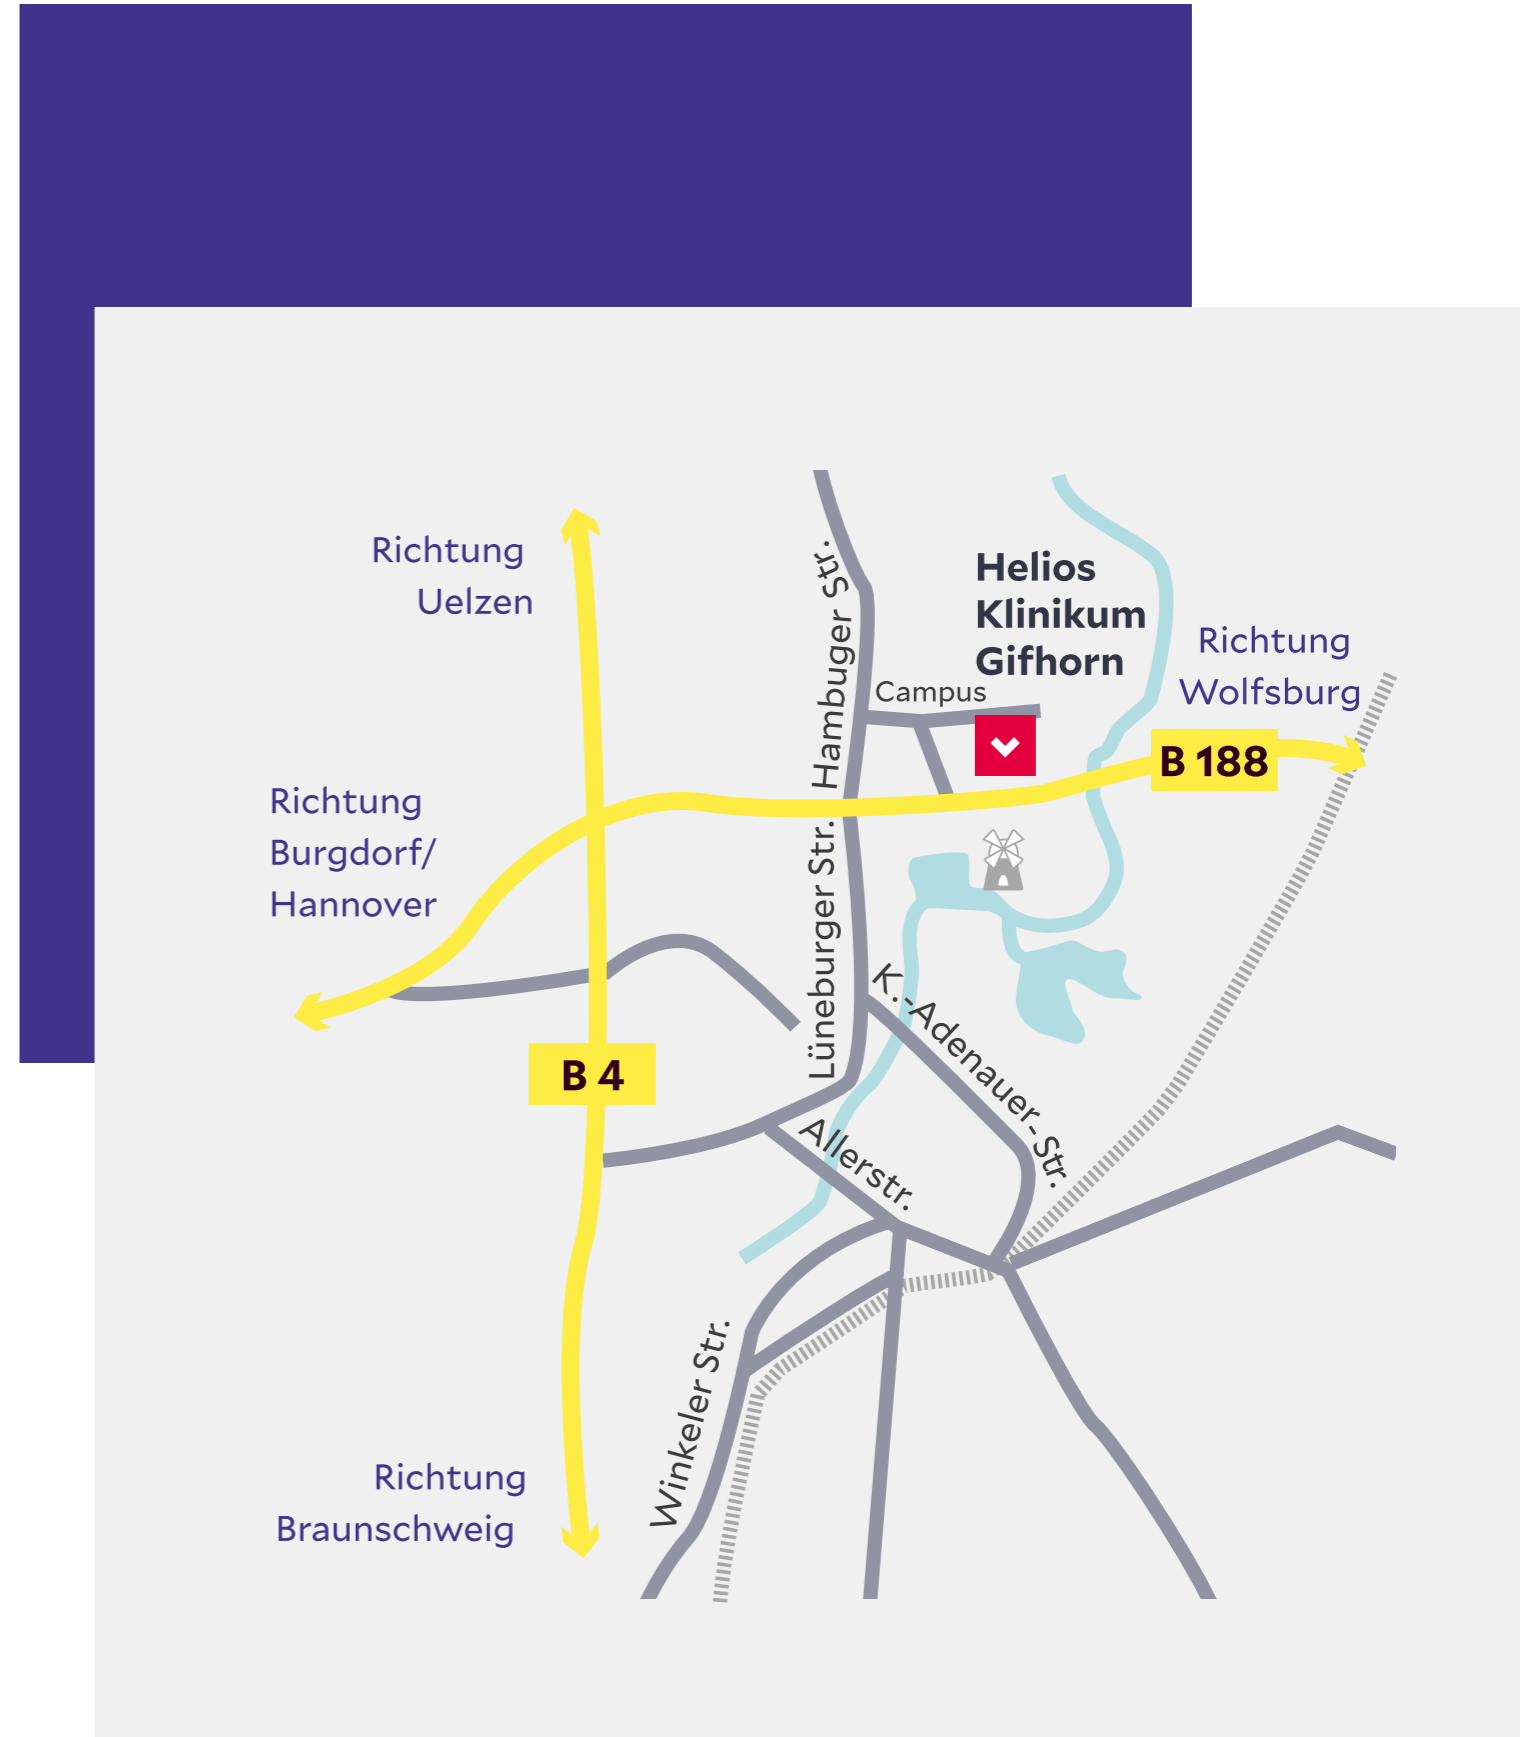 Richtung
Uelzen
Hambuger Str.
Helios
Klinikum
Gifhorn
Campus
Richtung
Wolfsburg
B 188
Richtung
Burgdorf/
Hannover
Lüneburger Str.
K.-Adenauer-Str.
B 4
Allerstr.
Winkeler Str.
Richtung
Braunschweig